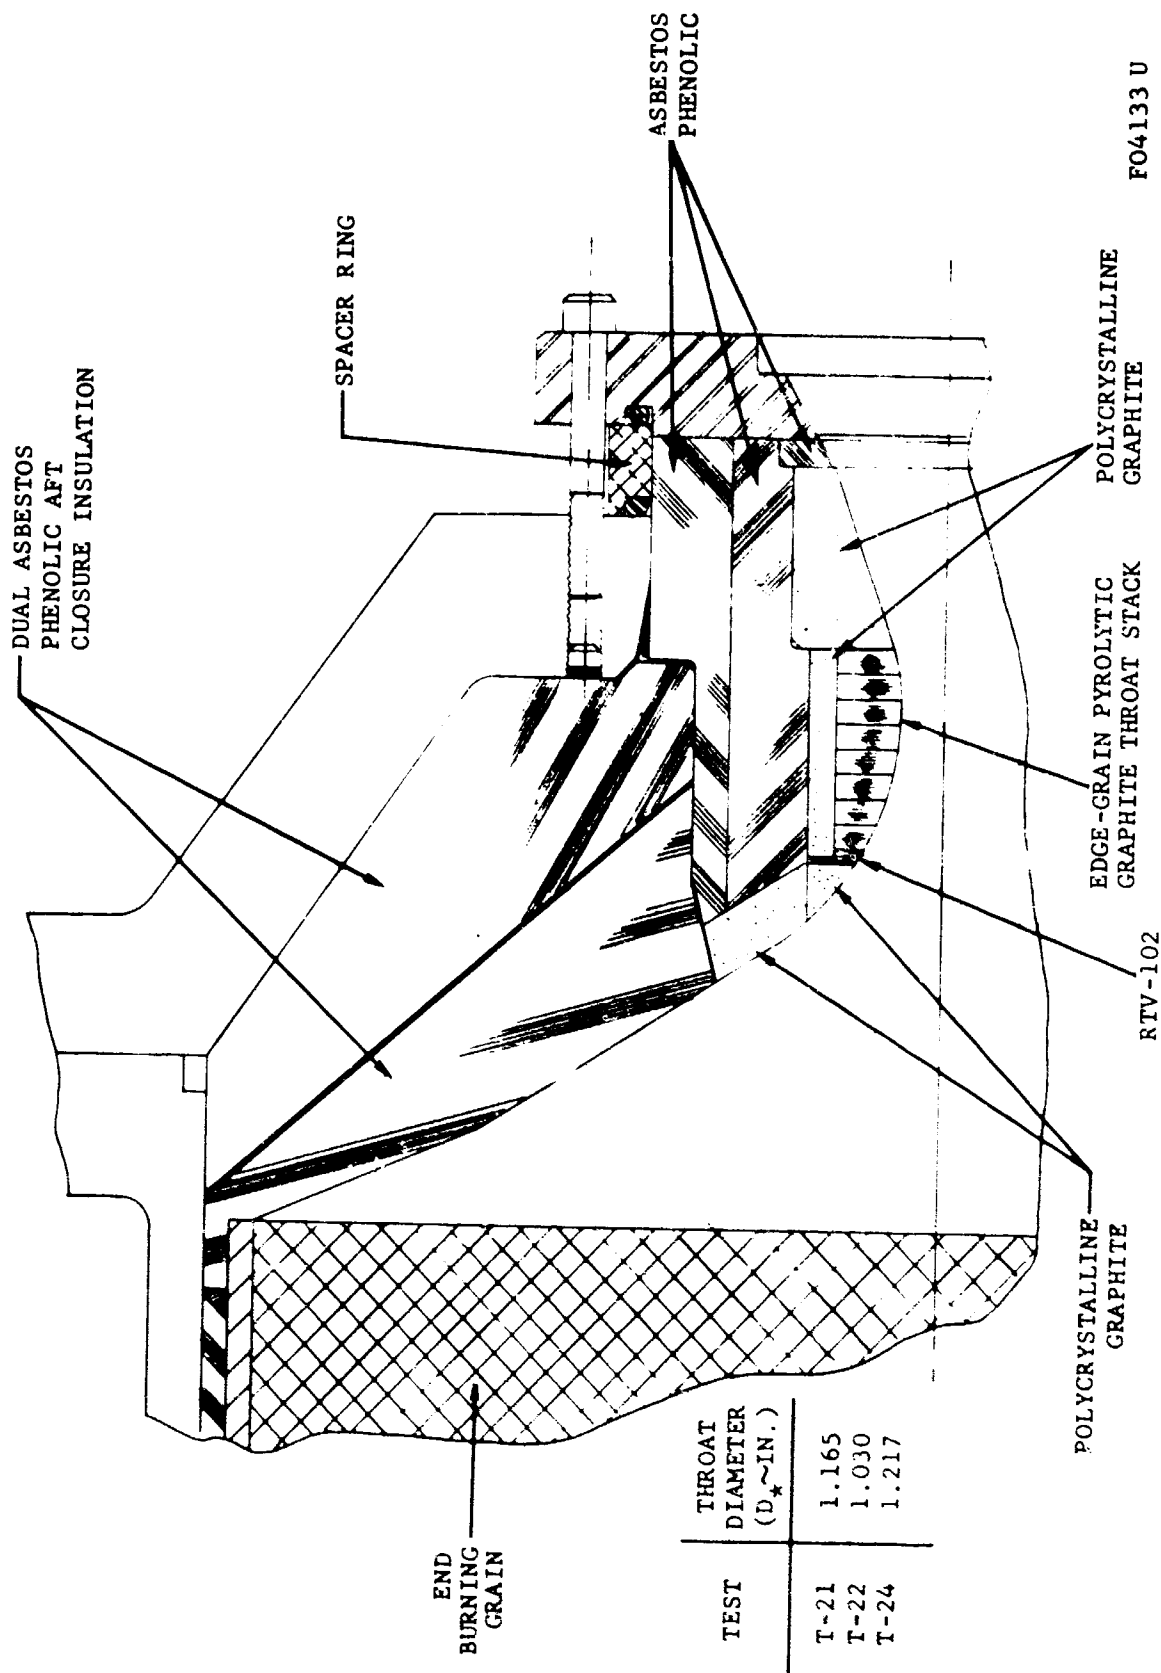 DUAL ASBESTOS
PHENOLIC AFT
CLOSURE INSULATION
SPACER RING
ASBESTOS
PHENOLIC
END
BURNING
GRAIN
TEST
THROAT
DIAMETER
(D★~IN.)
T-21 1.165
T-22 1.030
T-24 1.217
POLYCRYSTALLINE
GRAPHITE
RTV-102
EDGE-GRAIN PYROLYTIC
GRAPHITE THROAT STACK
POLYCRYSTALLINE
GRAPHITE
F04133 U